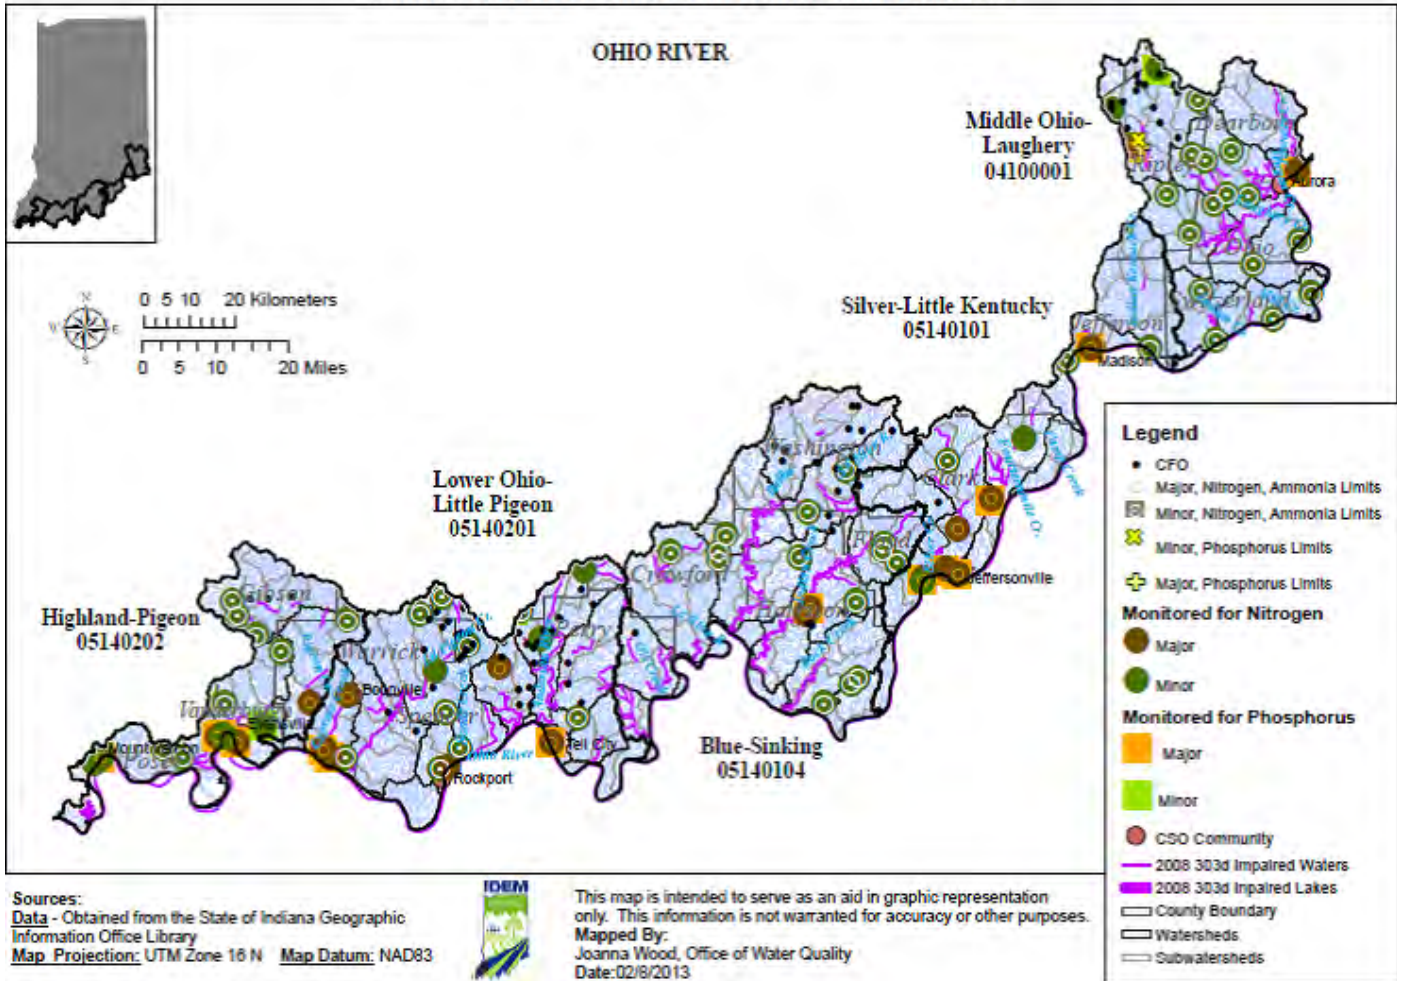 OHIO RIVER
Middle Ohio-
Laughery
04100001
Dearborn
Ripley
Aurora
Ohio
Switzerland
Jefferson
Madison
Silver-Little Kentucky
05140101
N
W
E
S
0 5 10 20 Kilometers
0 5 10 20 Miles
Washington
Clark
Floyd
Jeffersonville
Crawford
Harrison
Perry
Lower Ohio-
Little Pigeon
05140201
Highland-Pigeon
05140202
Gibson
Warrick
Boonville
Spencer
Vanderburgh
Evansville
Mount Vernon
Posey
Tell City
Ohio River
Rockport
Blue-Sinking
05140104
Legend
CFO
Major, Nitrogen, Ammonia Limits
Minor, Nitrogen, Ammonia Limits
Minor, Phosphorus Limits
Major, Phosphorus Limits
Monitored for Nitrogen
Major
Minor
Monitored for Phosphorus
Major
Minor
CSO Community
2008 303d Impaired Waters
2008 303d Inpaired Lakes
County Boundary
Watersheds
Subwatersheds
Sources:
Data - Obtained from the State of Indiana Geographic
Information Office Library
Map Projection: UTM Zone 16 N Map Datum: NAD83
IDEM
This map is intended to serve as an aid in graphic representation
only. This information is not warranted for accuracy or other purposes.
Mapped By:
Joanna Wood, Office of Water Quality
Date:02/8/2013